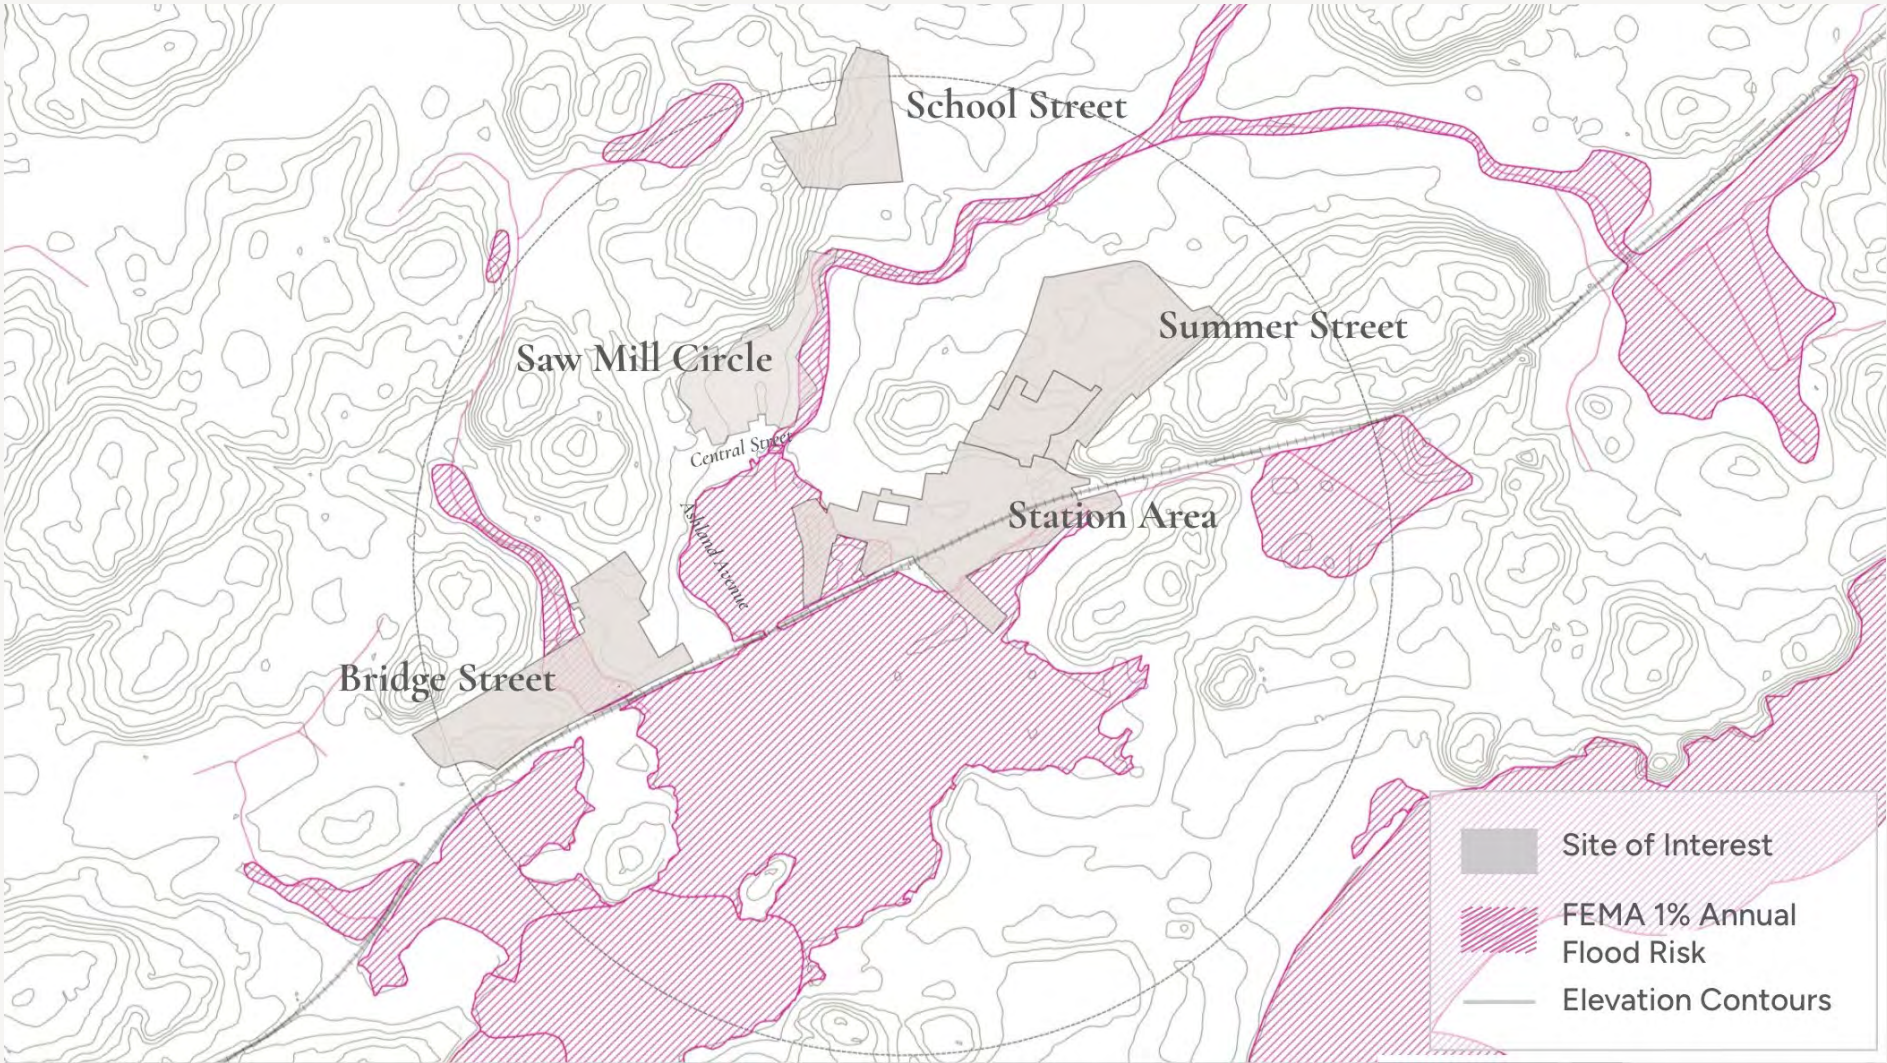 School Street
Summer Street
Saw Mill Circle
Central Street
Ashland Avenue
Station Area
Bridge Street
Site of Interest
FEMA 1% Annual
Flood Risk
Elevation Contours